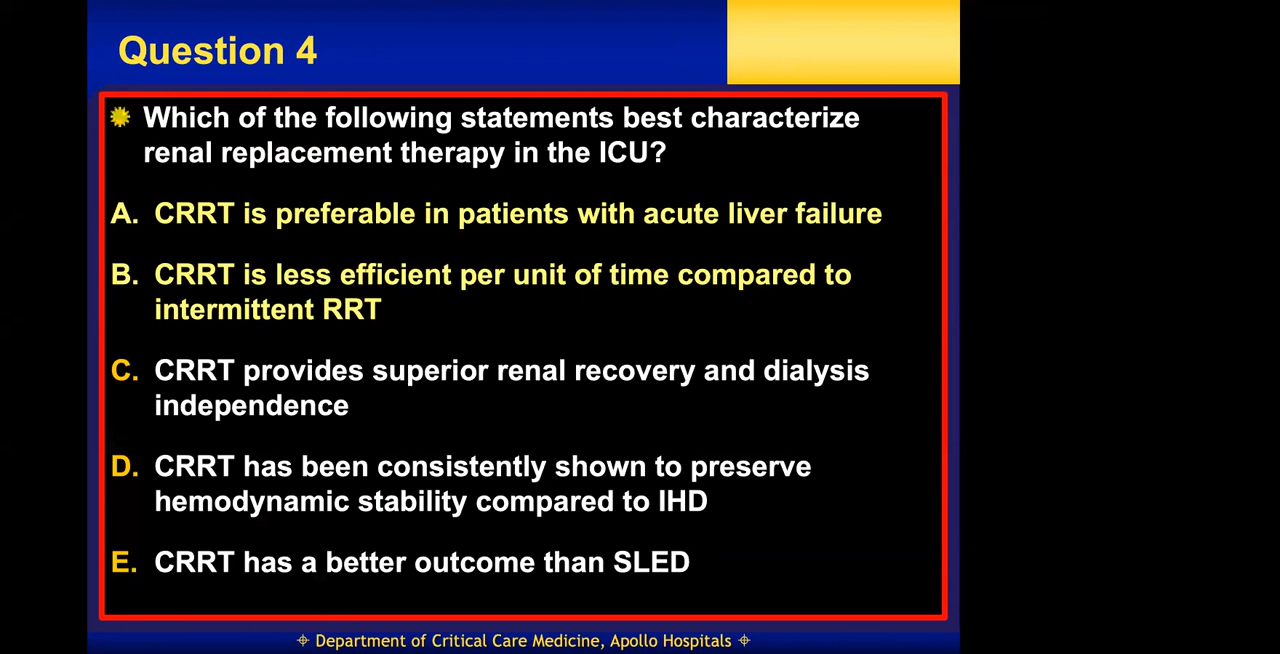 Question 4
Which of the following statements best characterize
renal replacement therapy in the ICU?
A. CRRT is preferable in patients with acute liver failure
B. CRRT is less efficient per unit of time compared to
intermittent RRT
C. CRRT provides superior renal recovery and dialysis
independence
D. CRRT has been consistently shown to preserve
hemodynamic stability compared to IHD
E. CRRT has a better outcome than SLED
⌖ Department of Critical Care Medicine, Apollo Hospitals ⌖